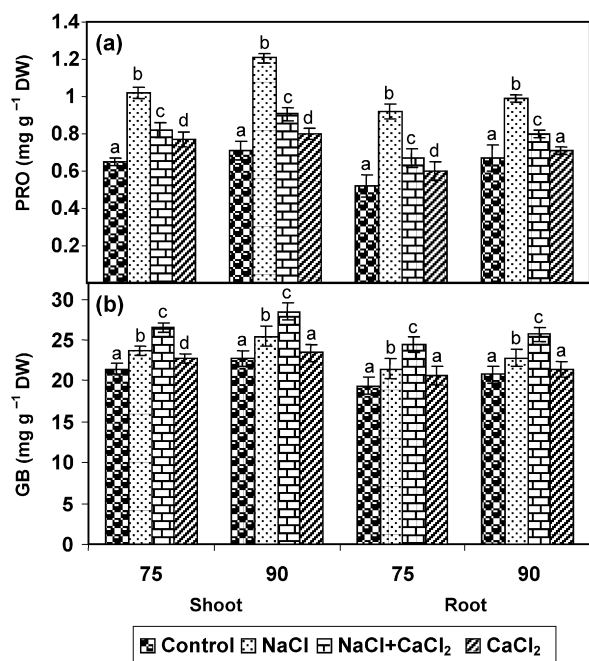 (a)
PRO (mg g⁻¹ DW)
1.4
1.2
1
0.8
0.6
0.4
0.2
a b c d
a b c d
a b c d
a b c a
(b)
GB (mg g⁻¹ DW)
30
25
20
15
10
5
0
a b c d
a b c a
a b c a
a b c a
75 90 75 90
Shoot Root
Control NaCl NaCl+CaCl₂ CaCl₂